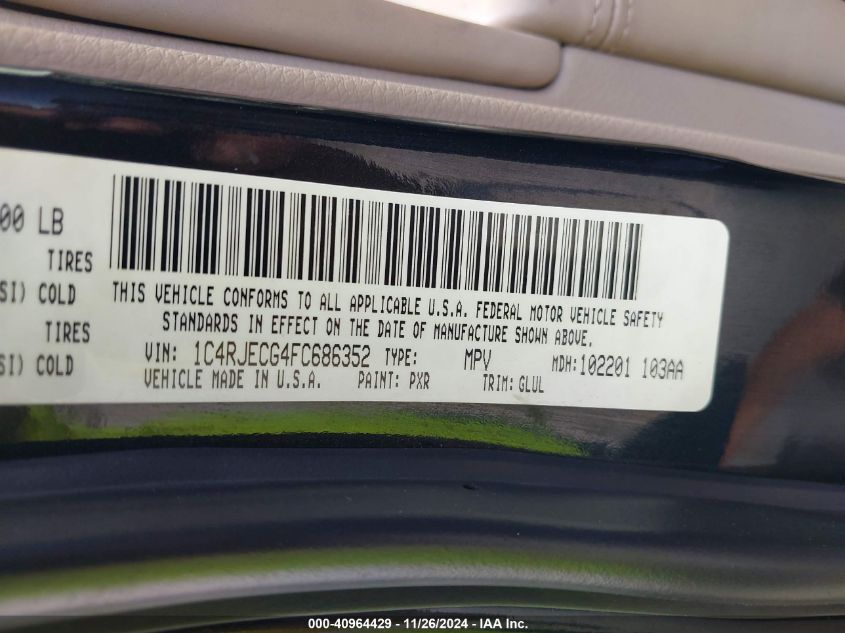 00 LB
TIRES
SI) COLD
TIRES
SI) COLD
THIS VEHICLE CONFORMS TO ALL APPLICABLE U.S.A. FEDERAL MOTOR VEHICLE SAFETY
STANDARDS IN EFFECT ON THE DATE OF MANUFACTURE SHOWN ABOVE.
VIN: 1C4RJECG4FC686352 TYPE: MPV MDH:102201 103AA
VEHICLE MADE IN U.S.A. PAINT: PXR TRIM: GLUL
000-40964429 - 11/26/2024 - IAA Inc.